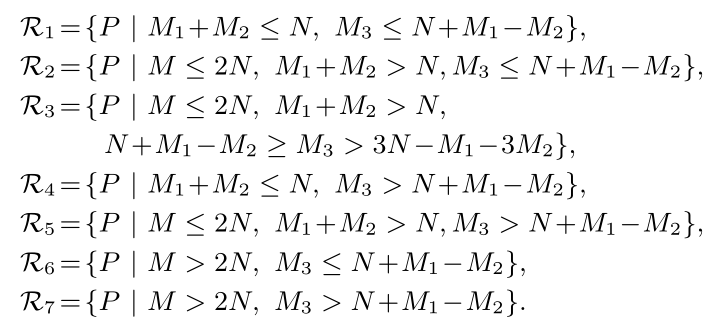 ℛ₁={P | M₁+M₂ ≤ N, M₃ ≤ N+M₁−M₂},
ℛ₂={P | M ≤ 2N, M₁+M₂ > N, M₃ ≤ N+M₁−M₂},
ℛ₃={P | M ≤ 2N, M₁+M₂ > N,
N+M₁−M₂ ≥ M₃ > 3N−M₁−3M₂},
ℛ₄={P | M₁+M₂ ≤ N, M₃ > N+M₁−M₂},
ℛ₅={P | M ≤ 2N, M₁+M₂ > N, M₃ > N+M₁−M₂},
ℛ₆={P | M > 2N, M₃ ≤ N+M₁−M₂},
ℛ₇={P | M > 2N, M₃ > N+M₁−M₂}.